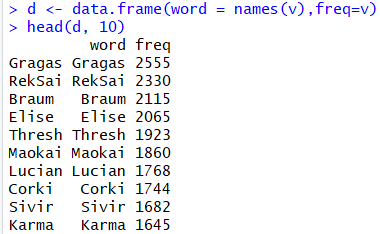 > d <- data.frame(word = names(v),freq=v)
> head(d, 10)
word freq
Gragas Gragas 2555
RekSai RekSai 2330
Braum Braum 2115
Elise Elise 2065
Thresh Thresh 1923
Maokai Maokai 1860
Lucian Lucian 1768
Corki Corki 1744
Sivir Sivir 1682
Karma Karma 1645